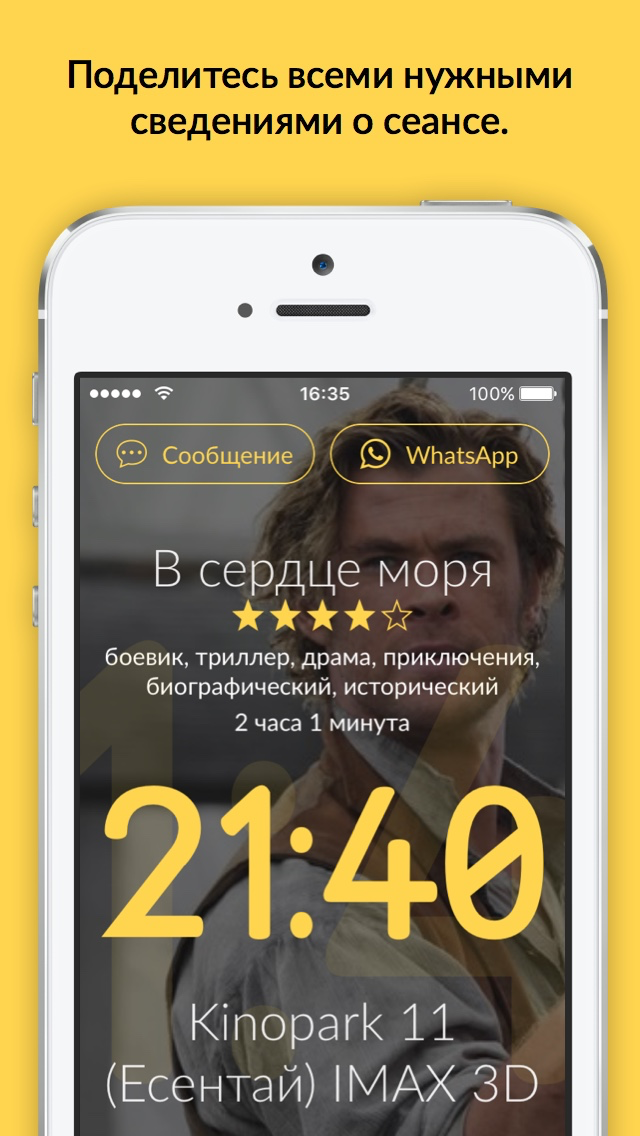 Поделитесь всеми нужными
сведениями о сеансе.
16:35
100%
Сообщение
WhatsApp
В сердце моря
боевик, триллер, драма, приключения,
биографический, исторический
2 часа 1 минута
21:40
Kinopark 11
(Есентай) IMAX 3D